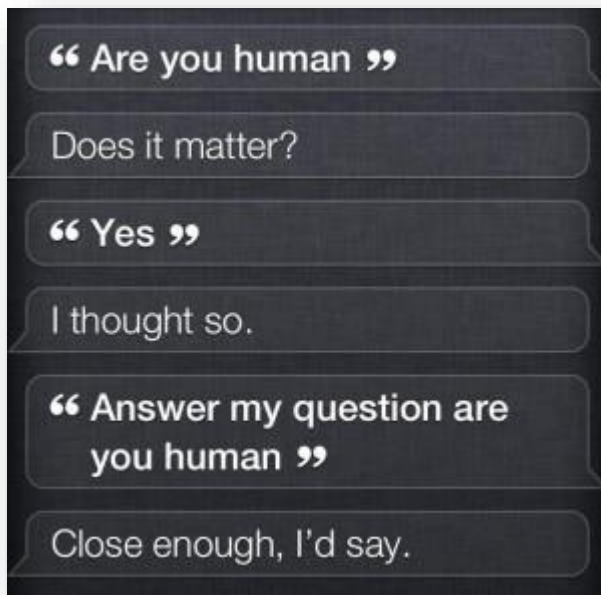 “ Are you human ”
Does it matter?
“ Yes ”
I thought so.
“ Answer my question are
you human ”
Close enough, I’d say.